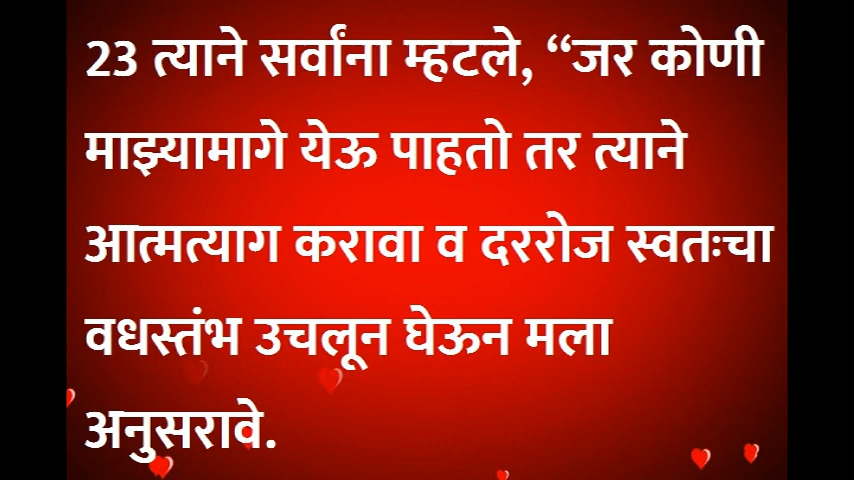 23 त्याने सर्वांना म्हटले, “जर कोणी
माझ्यामागे येऊ पाहतो तर त्याने
आत्मत्याग करावा व दररोज स्वतःचा
वधस्तंभ उचलून घेऊन मला
अनुसरावे.